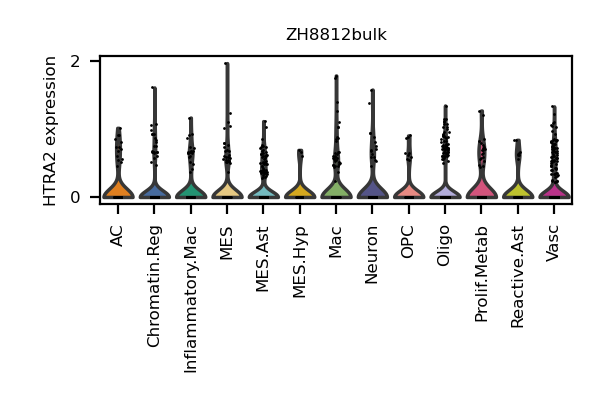 ZH8812bulk
HTRA2 expression
2
0
AC
Chromatin.Reg
Inflammatory.Mac
MES
MES.Ast
MES.Hyp
Mac
Neuron
OPC
Oligo
Prolif.Metab
Reactive.Ast
Vasc